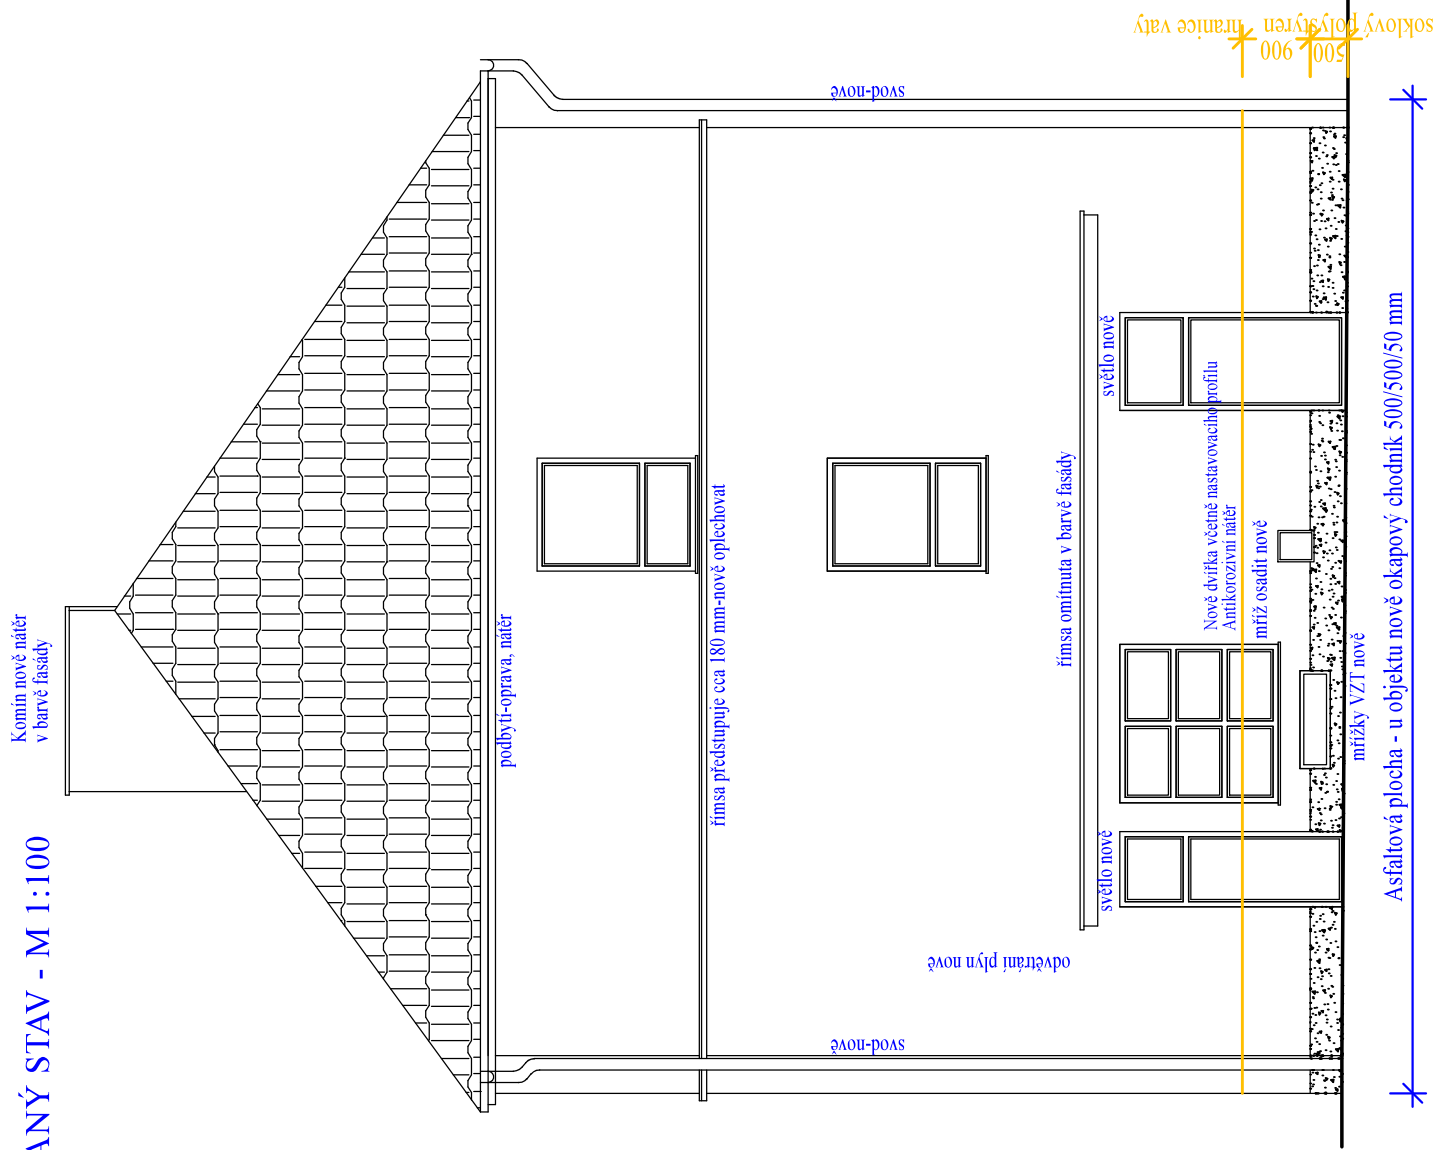 Komín nově nátěr
v barvě fasády
ANÝ STAV - M 1:100
podbytí-oprava, nátěr
římsa předstupuje cca 180 mm-nově oplechovat
svod-nově
svod-nově
odvětrání plyn nově
římsa omítnuta v barvě fasády
světlo nově
světlo nově
Nově dvířka včetně nastavovacího profilu
Antikorozivní nátěr
mříž osadit nově
mřížky VZT nově
Asfaltová plocha - u objektu nově okapový chodník 500/500/50 mm
hranice vaty
soklový polystyren
900
500